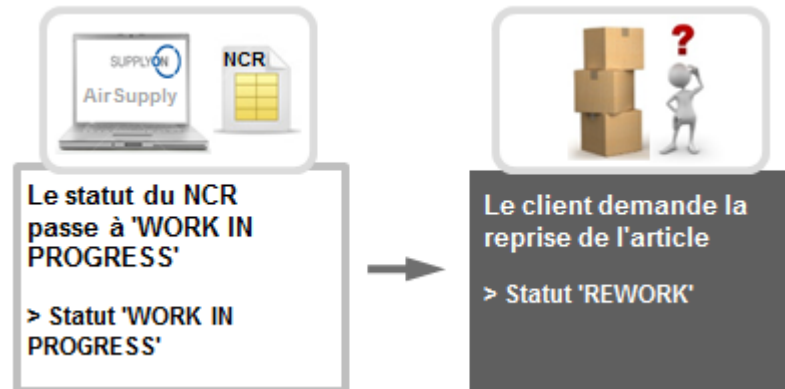 SUPPLYON
AirSupply
NCR
?
Le statut du NCR
passe à 'WORK IN
PROGRESS'
> Statut 'WORK IN
PROGRESS'
Le client demande la
reprise de l'article
> Statut 'REWORK'